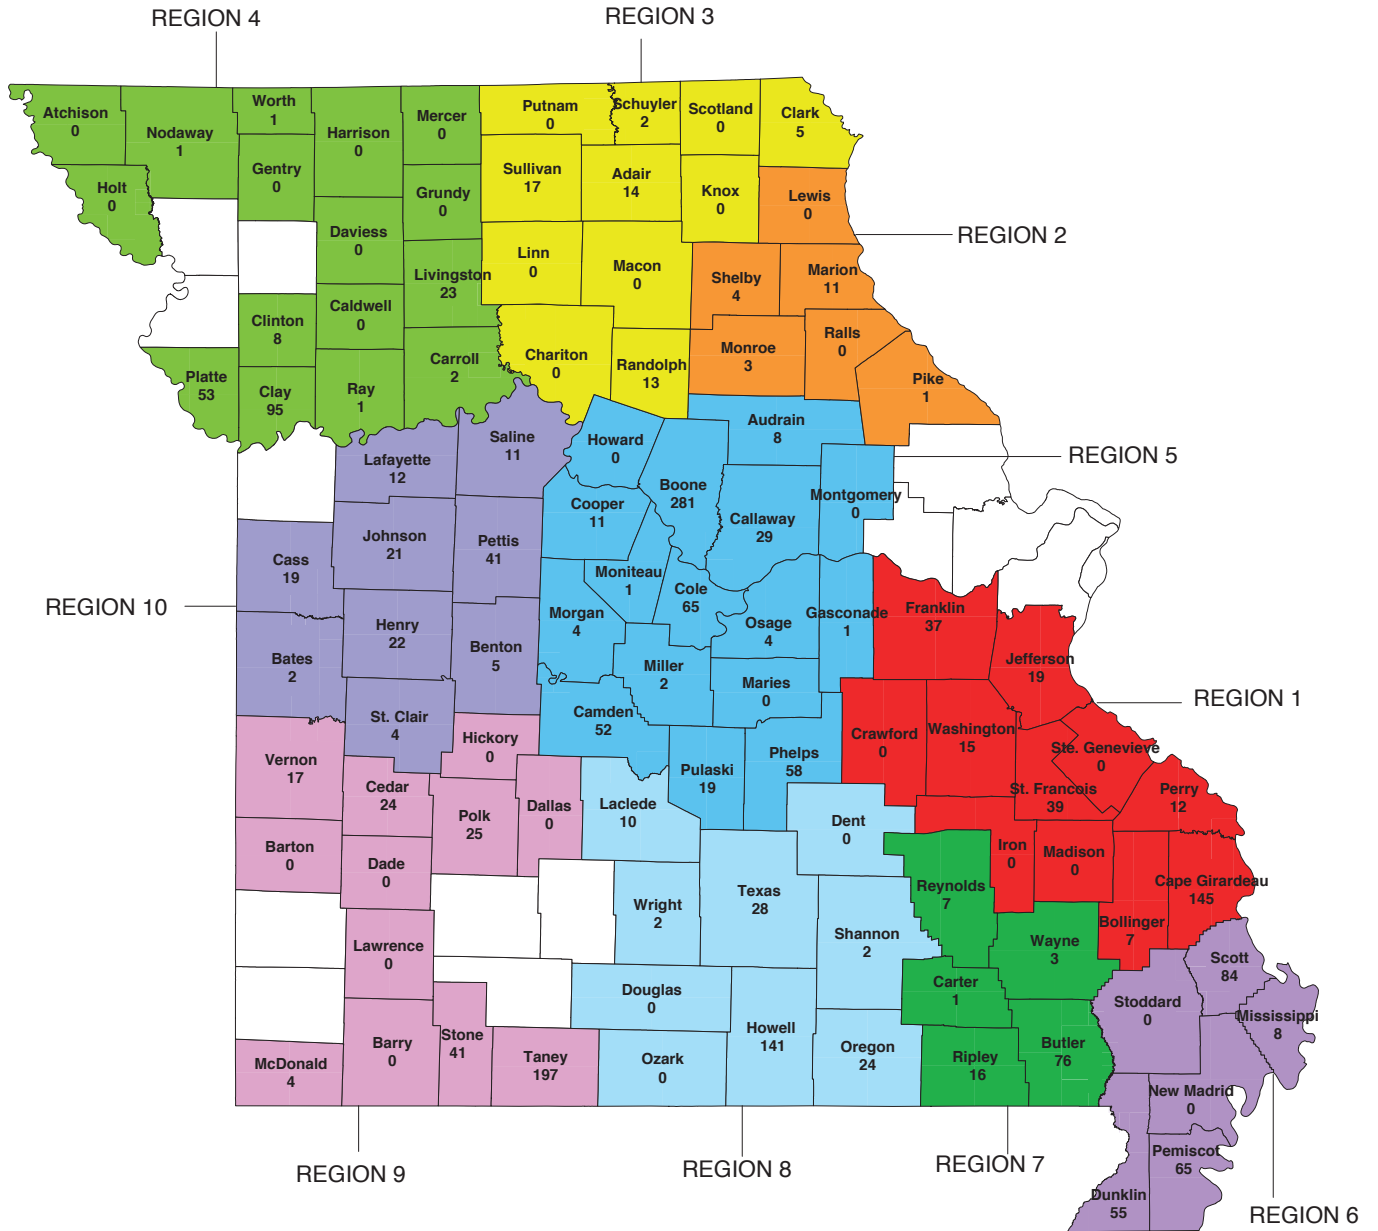 REGION 4
REGION 3
Atchison
0
Nodaway
1
Worth
1
Harrison
0
Mercer
0
Putnam
0
Schuyler
2
Scotland
0
Clark
5
Holt
0
Gentry
0
Grundy
0
Sullivan
17
Adair
14
Knox
0
Lewis
0
REGION 2
Daviess
0
Livingston
23
Linn
0
Macon
0
Shelby
4
Marion
11
Clinton
8
Caldwell
0
Carroll
2
Chariton
0
Randolph
13
Monroe
3
Ralls
0
Pike
1
Platte
53
Clay
95
Ray
1
Lafayette
12
Saline
11
Howard
0
Boone
281
Audrain
8
REGION 5
Montgomery
0
Cooper
11
Callaway
29
Johnson
21
Pettis
41
Cass
19
Moniteau
1
Cole
65
REGION 10
Henry
22
Benton
5
Morgan
4
Osage
4
Gasconade
1
Franklin
37
Bates
2
Miller
2
Maries
0
Jefferson
19
REGION 1
St. Clair
4
Camden
52
Hickory
0
Vernon
17
Cedar
24
Pulaski
19
Phelps
58
Crawford
0
Washington
15
Ste. Genevieve
0
St. Francois
39
Perry
12
Polk
25
Dallas
0
Laclede
10
Dent
0
Barton
0
Dade
0
Iron
0
Madison
0
Cape Girardeau
145
Reynolds
7
Texas
28
Wright
2
Shannon
2
Bollinger
7
Wayne
3
Lawrence
0
Scott
84
Carter
1
Douglas
0
Stoddard
0
Mississippi
8
Howell
141
Stone
41
Barry
0
McDonald
4
Taney
197
Ozark
0
Oregon
24
Ripley
16
Butler
76
New Madrid
0
Pemiscot
65
Dunklin
55
REGION 9
REGION 8
REGION 7
REGION 6